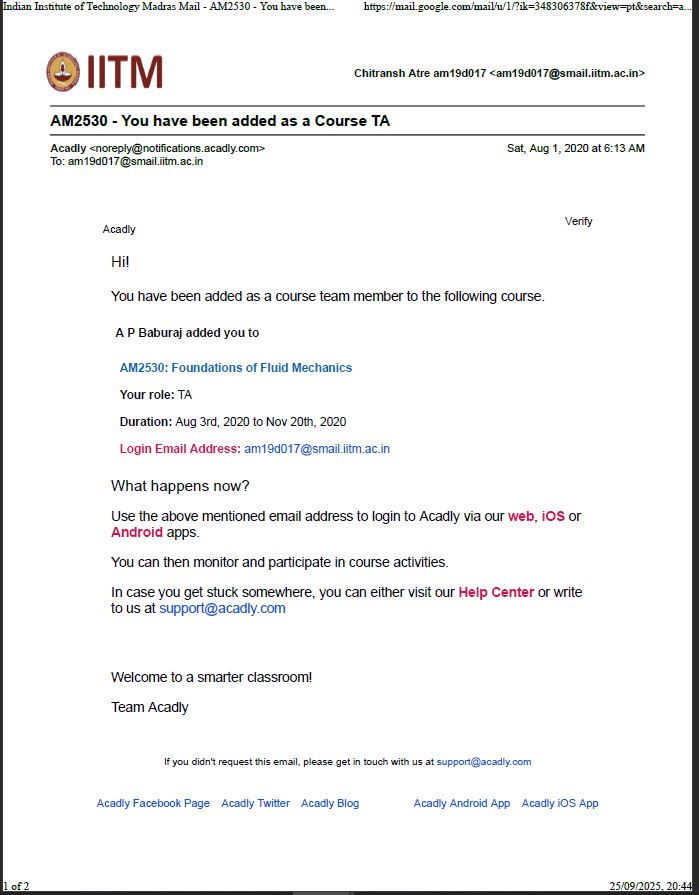 Indian Institute of Technology Madras Mail - AM2530 - You have been... https://mail.google.com/mail/u/1/?ik=348306378f&view=pt&search=a...
IITM
Chitransh Atre am19d017 <am19d017@smail.iitm.ac.in>
AM2530 - You have been added as a Course TA
Acadly <noreply@notifications.acadly.com> Sat, Aug 1, 2020 at 6:13 AM
To: am19d017@smail.iitm.ac.in
Verify
Acadly
Hi!
You have been added as a course team member to the following course.
A P Baburaj added you to
AM2530: Foundations of Fluid Mechanics
Your role: TA
Duration: Aug 3rd, 2020 to Nov 20th, 2020
Login Email Address: am19d017@smail.iitm.ac.in
What happens now?
Use the above mentioned email address to login to Acadly via our web, iOS or
Android apps.
You can then monitor and participate in course activities.
In case you get stuck somewhere, you can either visit our Help Center or write
to us at support@acadly.com
Welcome to a smarter classroom!
Team Acadly
If you didn't request this email, please get in touch with us at support@acadly.com
Acadly Facebook Page Acadly Twitter Acadly Blog Acadly Android App Acadly iOS App
1 of 2 25/09/2025, 20:44